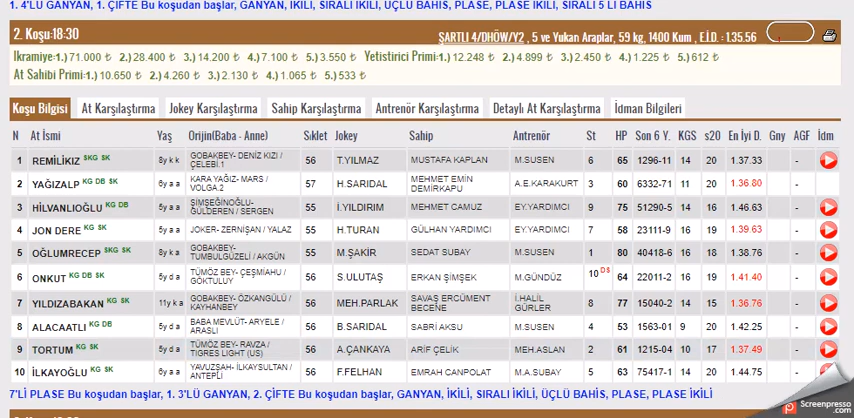 1. 4'LÜ GANYAN, 1. ÇİFTE Bu koşudan başlar, GANYAN, İKİLİ, SIRALI İKİLİ, ÜÇLÜ BAHİS, PLASE, PLASE İKİLİ, SIRALI 5 Lİ BAHİS
2. Koşu:18:30 ŞARTLI 4/DHÖW/Y2 , 5 ve Yukarı Araplar, 59 kg, 1400 Kum , E.İ.D. : 1.35.56
İkramiye:1.) 71.000 ₺ 2.) 28.400 ₺ 3.) 14.200 ₺ 4.) 7.100 ₺ 5.) 3.550 ₺ Yetistirici Primi:1.) 12.248 ₺ 2.) 4.899 ₺ 3.) 2.450 ₺ 4.) 1.225 ₺ 5.) 612 ₺
At Sahibi Primi:1.) 10.650 ₺ 2.) 4.260 ₺ 3.) 2.130 ₺ 4.) 1.065 ₺ 5.) 533 ₺
Koşu Bilgisi At Karşılaştırma Jokey Karşılaştırma Sahip Karşılaştırma Antrenör Karşılaştırma Detaylı At Karşılaştırma İdman Bilgileri
N At İsmi Yaş Orijin(Baba - Anne) Sıklet Jokey Sahip Antrenör St HP Son 6 Y. KGS s20 En İyi D. Gny AGF İdm
1 REMİLİKIZ SKG SK 8y k k GOBAKBEY- DENİZ KIZI / ÇELEBİ.1 56 T.YILMAZ MUSTAFA KAPLAN M.SUSEN 6 65 1296-11 14 s20 1.37.33 -
2 YAĞIZALP KG DB SK 6y a a KARA YAĞIZ- MARS / VOLGA.2 57 H.SARIDAL MEHMET EMİN DEMİRKAPU A.E.KARAKURT 3 60 6332-71 11 20 1.36.80 -
3 HİLVANLIOĞLU KG DB 5y a a ŞİMŞEĞİNOĞLU- GÜLDEREN / SERGEN 55 İ.YILDIRIM MEHMET CAMUZ EY.YARDIMCI 9 75 51290-5 14 16 1.46.63 -
4 JON DERE KG SK 5y a a JOKER- ZERNİŞAN / YALAZ 55 H.TURAN GÜLHAN YARDIMCI EY.YARDIMCI 7 58 23111-9 16 19 1.39.63 -
5 OĞLUMRECEP SKG SK 8y k a GOBAKBEY- TUMBULGÜZELİ / AKGÜN 55 M.ŞAKİR SEDAT SUBAY M.SUSEN 1 80 40418-6 16 18 1.38.76 -
6 ONKUT KG DB SK 5y d a TÜMÖZ BEY- ÇEŞMİAHU / GÖKTULUY 56 S.ULUTAŞ ERKAN ŞİMŞEK M.GÜNDÜZ 10 DS 64 22011-2 16 19 1.41.40 -
7 YILDIZABAKAN KG SK 11y k a GOBAKBEY- ÖZKANGÜLÜ / KAYHANBEY 56 MEH.PARLAK SAVAŞ ERCÜMENT BECENE İ.HALİL GÜRLER 8 77 15040-2 14 15 1.36.76 -
8 ALACAATLI KG DB 5y d a BABA MEVLÜT- ARYELE / ARASLI 56 B.SARIDAL SABRİ AKSU M.SUSEN 4 53 1563-01 9 20 1.42.25 -
9 TORTUM KG SK 5y d a TÜMÖZ BEY- RAVZA / TIGRES LIGHT (US) 56 A.ÇANKAYA ARİF ÇELİK MEH.ASLAN 2 61 1215-04 10 17 1.37.49 -
10 İLKAYOĞLU KG SK 6y a a YAVUZŞAH- İLKAYSULTAN / ANTEPLİ 56 F.FELHAN EMRAH CANPOLAT M.A.SUBAY 5 63 75417-1 14 20 1.44.75 -
7'Lİ PLASE Bu koşudan başlar, 1. 3'LÜ GANYAN, 2. ÇİFTE Bu koşudan başlar, GANYAN, İKİLİ, SIRALI İKİLİ, ÜÇLÜ BAHİS, PLASE, PLASE İKİLİ
Screenpresso
.com